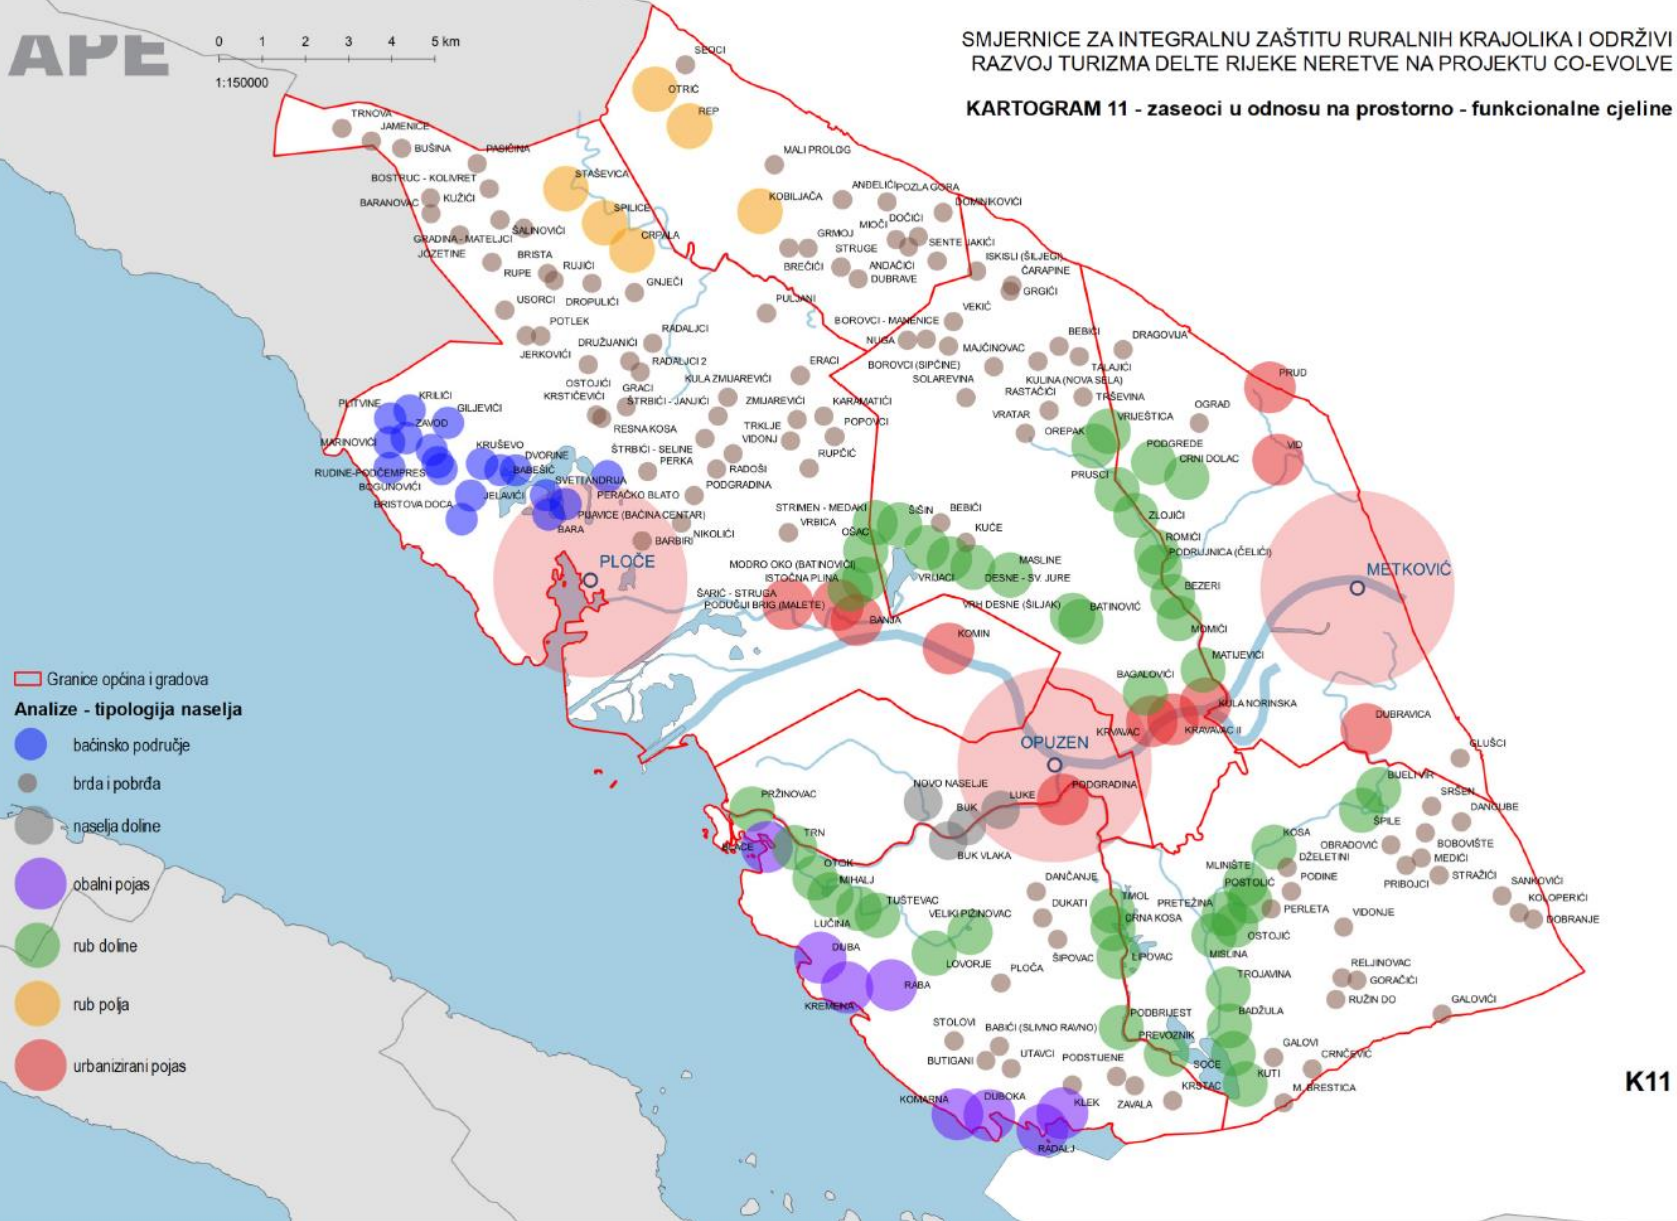 APE
0 1 2 3 4 5 km
1:150000
SMJERNICE ZA INTEGRALNU ZAŠTITU RURALNIH KRAJOLIKA I ODRŽIVI
RAZVOJ TURIZMA DELTE RIJEKE NERETVE NA PROJEKTU CO-EVOLVE
KARTOGRAM 11 - zaseoci u odnosu na prostorno - funkcionalne cjeline
SEOCI
OTRIĆ
REP
TRNOVA
JAMENICE
BUŠINA
PASIČINA
MALI PROLOG
BOSTRUC - KOLIVRET
STAŠEVICA
KUŽIĆI
BARANOVAC
KOBILJAČA
ANĐELIĆI
POZLA GORA
DOMINIKOVIĆI
SPILICE
ŠALINOVIĆI
GRADINA - MATELJCI
CRPALA
MIOČI
DOČIĆI
GRMOJ
STRUGE
SENTE JAKIĆI
JOZETINE
BRISTA
RUPE
RUJIĆI
BREČIĆI
ANDAČIĆI
DUBRAVE
ISKISLI (ŠILJEGI)
ČARAPINE
GRGIĆI
GNJEČI
USORCI
DROPULIĆI
PULJANI
VEKIĆ
POTLEK
BOROVCI - MANENICE
RADALJCI
NUGA
BEBIĆI
DRAGOVIJA
JERKOVIĆI
DRUŽIJANIĆI
MAJČINOVAC
RADALJCI 2
ERACI
BOROVCI (SIPČINE)
TALAJIĆI
PRUD
OSTOJIĆI
GRACI
KULA ZMIJAREVIĆI
SOLAREVINA
KULINA (NOVA SELA)
KRSTIČEVIĆI
ŠTRBIĆI - JANJIĆI
ZMIJAREVIĆI
KARAMATIĆI
RASTAČIĆI
TRŠEVINA
PLITVINE
KRILIĆI
GILJEVIĆI
ZAVOD
RESNA KOSA
TRKLJE
POPOVCI
VRATAR
VRIJEŠTICA
OGRAD
MARINOVIĆI
KRUŠEVO
VIDONJ
OREPAK
PODGREDE
VID
DVORINE
ŠTRBIĆI - SELINE
RUPČIĆ
CRNI DOLAC
RUDINE-PODČEMPRES
BABEŠIĆ
PERKA
RADOŠI
PRUSCI
BOGUNOVIĆI
SVETI ANDRIJA
PODGRADINA
JELAVIĆI
PERAČKO BLATO
BRISTOVA DOCA
STRIMEN - MEDAKI
BEBIĆI
ŠIŠIN
ZLOJIĆI
PIJAVICE (BAĆINA CENTAR)
VRBICA
KUĆE
BARA
NIKOLIĆI
OŠAC
ROMIĆI
BARBIRI
PODRUJNICA (ČELIĆI)
PLOČE
MODRO OKO (BATINOVIĆI)
MASLINE
METKOVIĆ
ISTOČNA PLINA
VRIJACI
DESNE - SV. JURE
BEZERI
ŠARIĆ - STRUGA
PODUČIJI BRIG (MALETE)
VRH DESNE (ŠILJAK)
BATINOVIĆ
BANJA
KOMIN
MOMIĆI
MATIJEVIĆI
BAGALOVIĆI
KULA NORINSKA
DUBRAVICA
KRVAVAC
KRAVAVAC II
OPUZEN
GLUŠCI
BIJELI VIR
NOVO NASELJE
PODGRADINA
SRŠEN
PRŽINOVAC
LUKE
DANCUBE
BUK
ŠPILE
TRN
KOSA
BLACE
OBRADOVIĆ
BOBOVIŠTE
BUK VLAKA
DŽELETINI
MEDIĆI
OTOK
MLINIŠTE
PODINE
STRAŽIĆI
MIHALJ
DANČANJE
POSTOLIĆ
PRIBOJCI
SANKOVIĆI
TUŠTEVAC
DUKATI
TMOL
PRETEŽINA
PERLETA
KOLOPERIĆI
VELIKI PIŽINOVAC
CRNA KOSA
VIDONJE
DOBRANJE
LUČINA
OSTOJIĆ
DUBA
ŠIPOVAC
LIPOVAC
MISLINA
LOVORJE
PLOČA
TROJAVINA
RELJINOVAC
GORAČIĆI
RABA
KREMENA
RUŽIN DO
GALOVIĆI
BADŽULA
PODBRIJEST
STOLOVI
BABIĆI (SLIVNO RAVNO)
PREVOZNIK
GALOVI
BUTIGANI
UTAVCI
PODSTIJENE
SOČE
CRNČEVIĆ
KUTI
KRSTAC
M. BRESTICA
KOMARNA
DUBOKA
KLEK
ZAVALA
RADALJ
Granice općina i gradova
Analize - tipologija naselja
baćinsko područje
brda i pobrđa
naselja doline
obalni pojas
rub doline
rub polja
urbanizirani pojas
K11